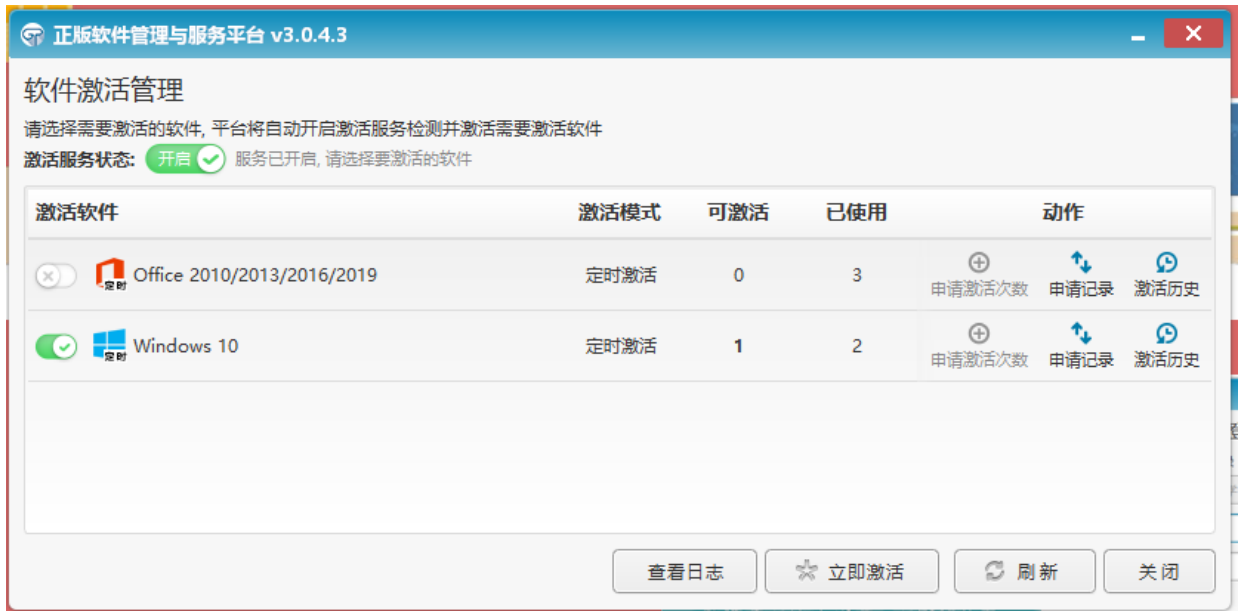 正版软件管理与服务平台 v3.0.4.3
软件激活管理
请选择需要激活的软件, 平台将自动开启激活服务检测并激活需要激活软件
激活服务状态: 开启 服务已开启, 请选择要激活的软件
激活软件 激活模式 可激活 已使用 动作
定时 Office 2010/2013/2016/2019 定时激活 0 3 申请激活次数 申请记录 激活历史
定时 Windows 10 定时激活 1 2 申请激活次数 申请记录 激活历史
查看日志 立即激活 刷新 关闭